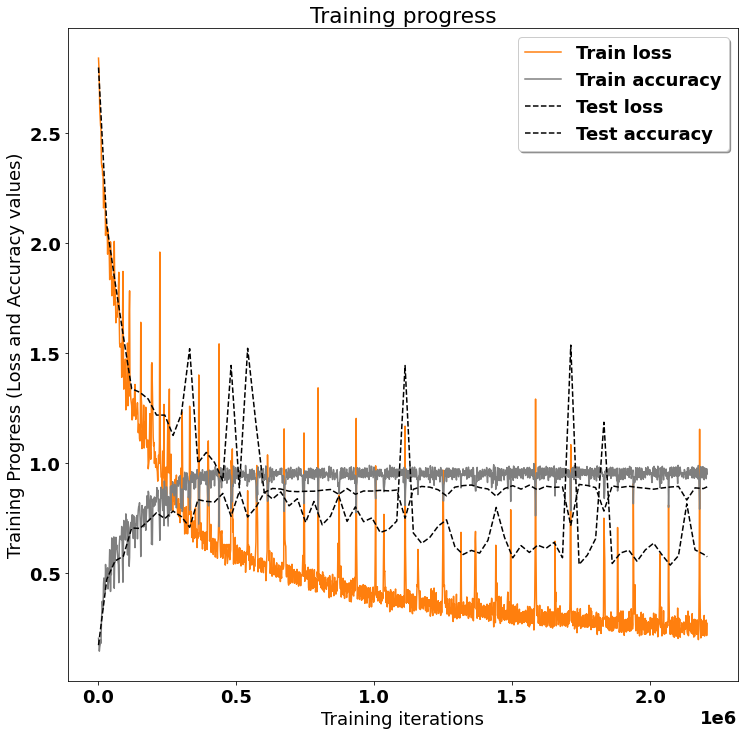 Training progress
Train loss
Train accuracy
Test loss
Test accuracy
Training Progress (Loss and Accuracy values)
2.5
2.0
1.5
1.0
0.5
0.0 0.5 1.0 1.5 2.0
1e6
Training iterations